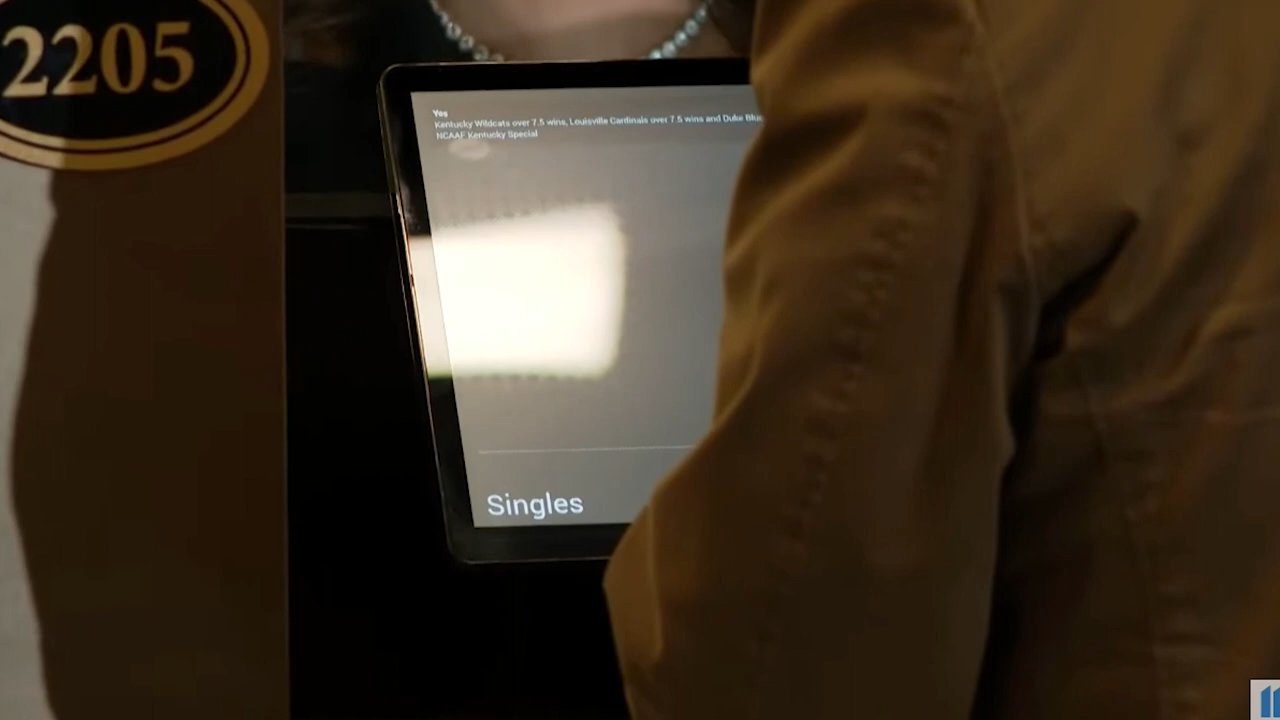 2205
Yes
Kentucky Wildcats over 7.5 wins, Louisville Cardinals over 7.5 wins and Duke Blue
NCAAF Kentucky Special
Singles